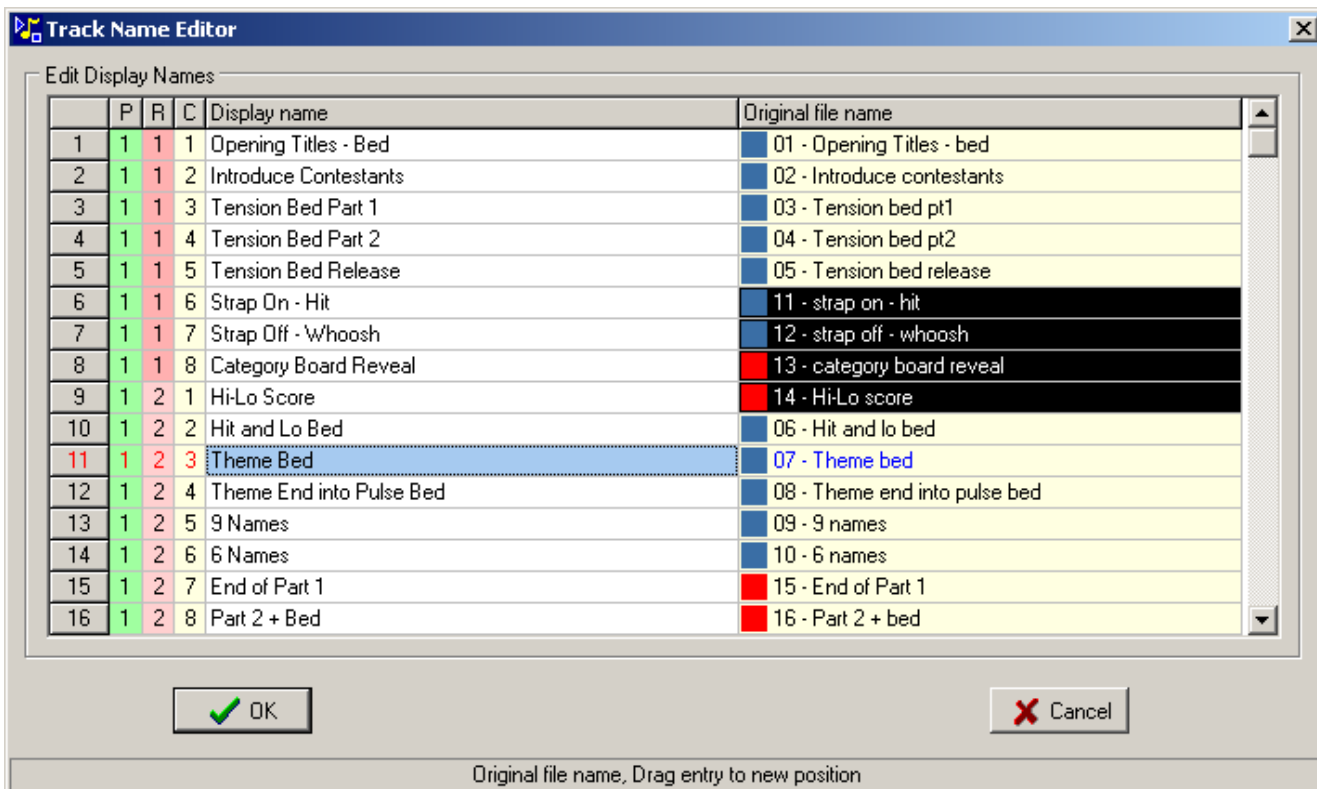 Track Name Editor
Edit Display Names
P R C Display name Original file name
1 1 1 1 Opening Titles - Bed 01 - Opening Titles - bed
2 1 1 2 Introduce Contestants 02 - Introduce contestants
3 1 1 3 Tension Bed Part 1 03 - Tension bed pt1
4 1 1 4 Tension Bed Part 2 04 - Tension bed pt2
5 1 1 5 Tension Bed Release 05 - Tension bed release
6 1 1 6 Strap On - Hit 11 - strap on - hit
7 1 1 7 Strap Off - Whoosh 12 - strap off - whoosh
8 1 1 8 Category Board Reveal 13 - category board reveal
9 1 2 1 Hi-Lo Score 14 - Hi-Lo score
10 1 2 2 Hit and Lo Bed 06 - Hit and lo bed
11 1 2 3 Theme Bed 07 - Theme bed
12 1 2 4 Theme End into Pulse Bed 08 - Theme end into pulse bed
13 1 2 5 9 Names 09 - 9 names
14 1 2 6 6 Names 10 - 6 names
15 1 2 7 End of Part 1 15 - End of Part 1
16 1 2 8 Part 2 + Bed 16 - Part 2 + bed
OK Cancel
Original file name, Drag entry to new position